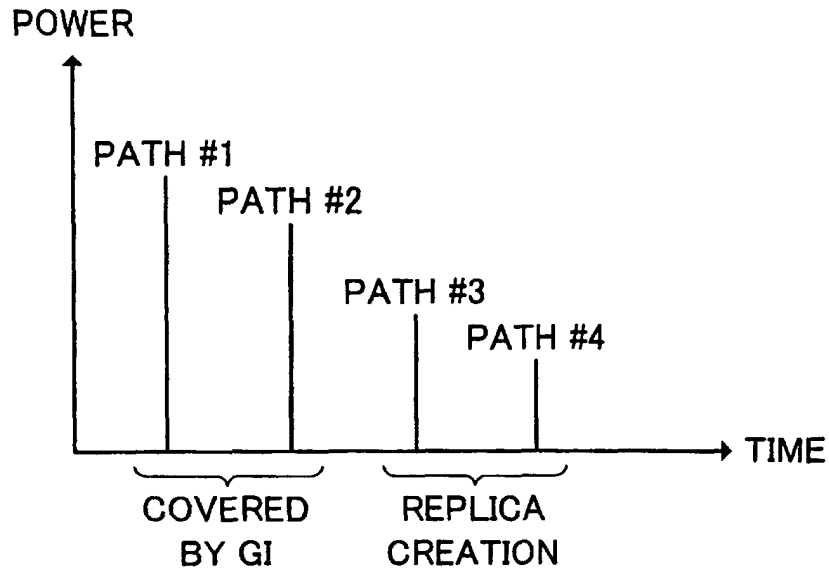 POWER
PATH #1
PATH #2
PATH #3
PATH #4
TIME
COVERED
BY GI
REPLICA
CREATION